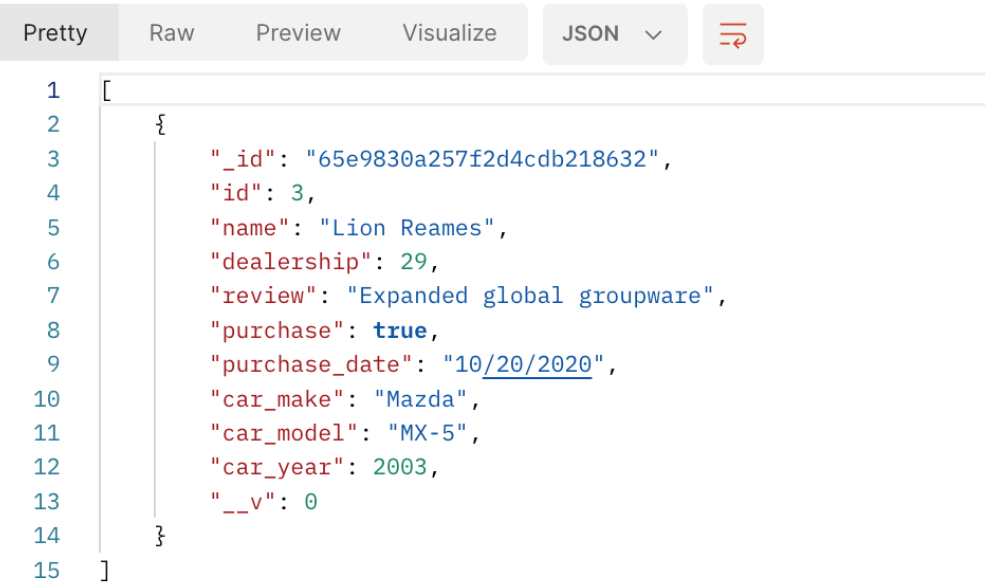 Pretty Raw Preview Visualize JSON
1 [
2 {
3 "_id": "65e9830a257f2d4cdb218632",
4 "id": 3,
5 "name": "Lion Reames",
6 "dealership": 29,
7 "review": "Expanded global groupware",
8 "purchase": true,
9 "purchase_date": "10/20/2020",
10 "car_make": "Mazda",
11 "car_model": "MX-5",
12 "car_year": 2003,
13 "__v": 0
14 }
15 ]